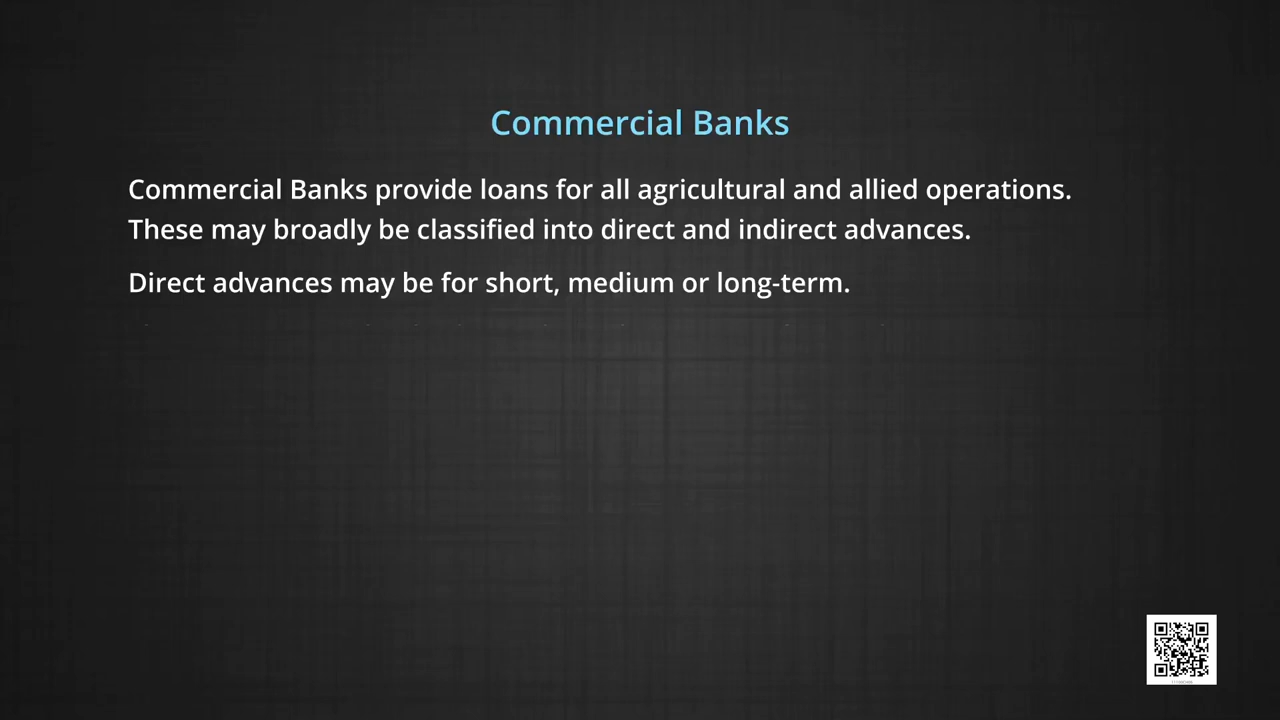 Commercial Banks
Commercial Banks provide loans for all agricultural and allied operations.
These may broadly be classified into direct and indirect advances.
Direct advances may be for short, medium or long-term.